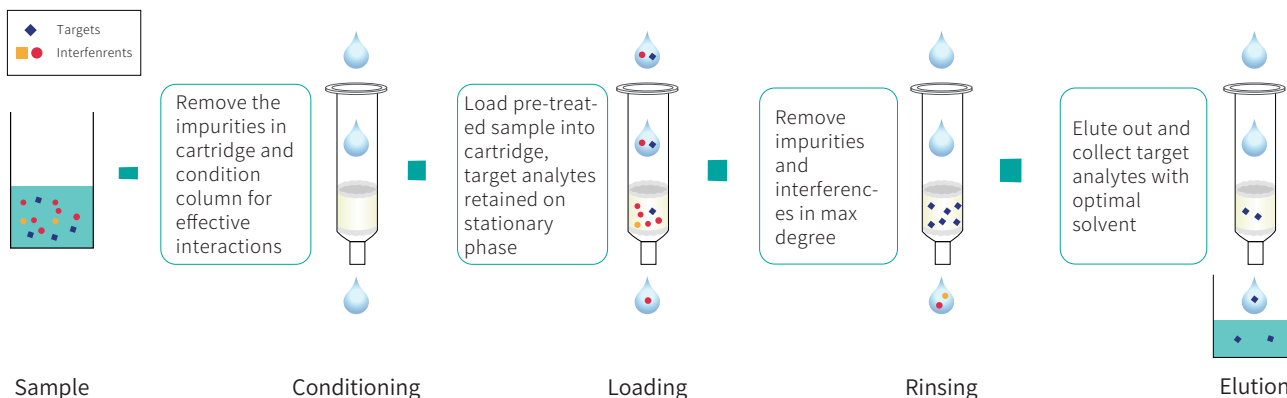 Targets
Interfenrents
Remove the
impurities in
cartridge and
condition
column for
effective
interactions
Load pre-treat-
ed sample into
cartridge,
target analytes
retained on
stationary
phase
Remove
impurities
and
interferenc-
es in max
degree
Elute out and
collect target
analytes with
optimal
solvent
Sample
Conditioning
Loading
Rinsing
Elution